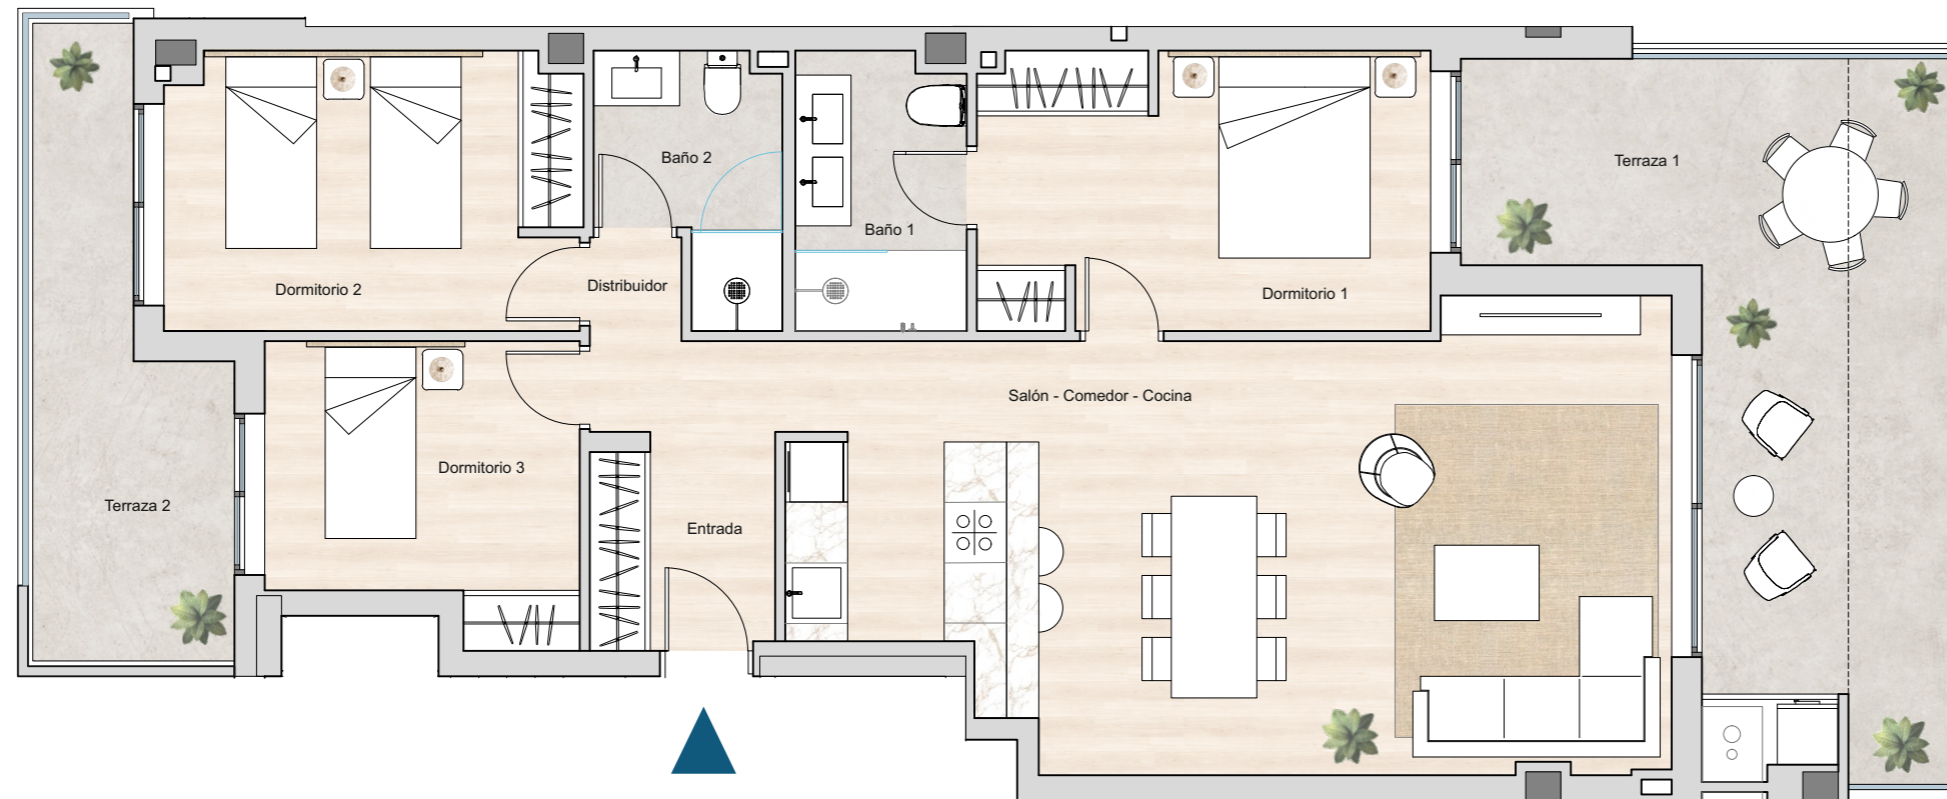 Baño 2
Terraza 1
Baño 1
Dormitorio 2
Distribuidor
Dormitorio 1
Salón - Comedor - Cocina
Dormitorio 3
Terraza 2
Entrada